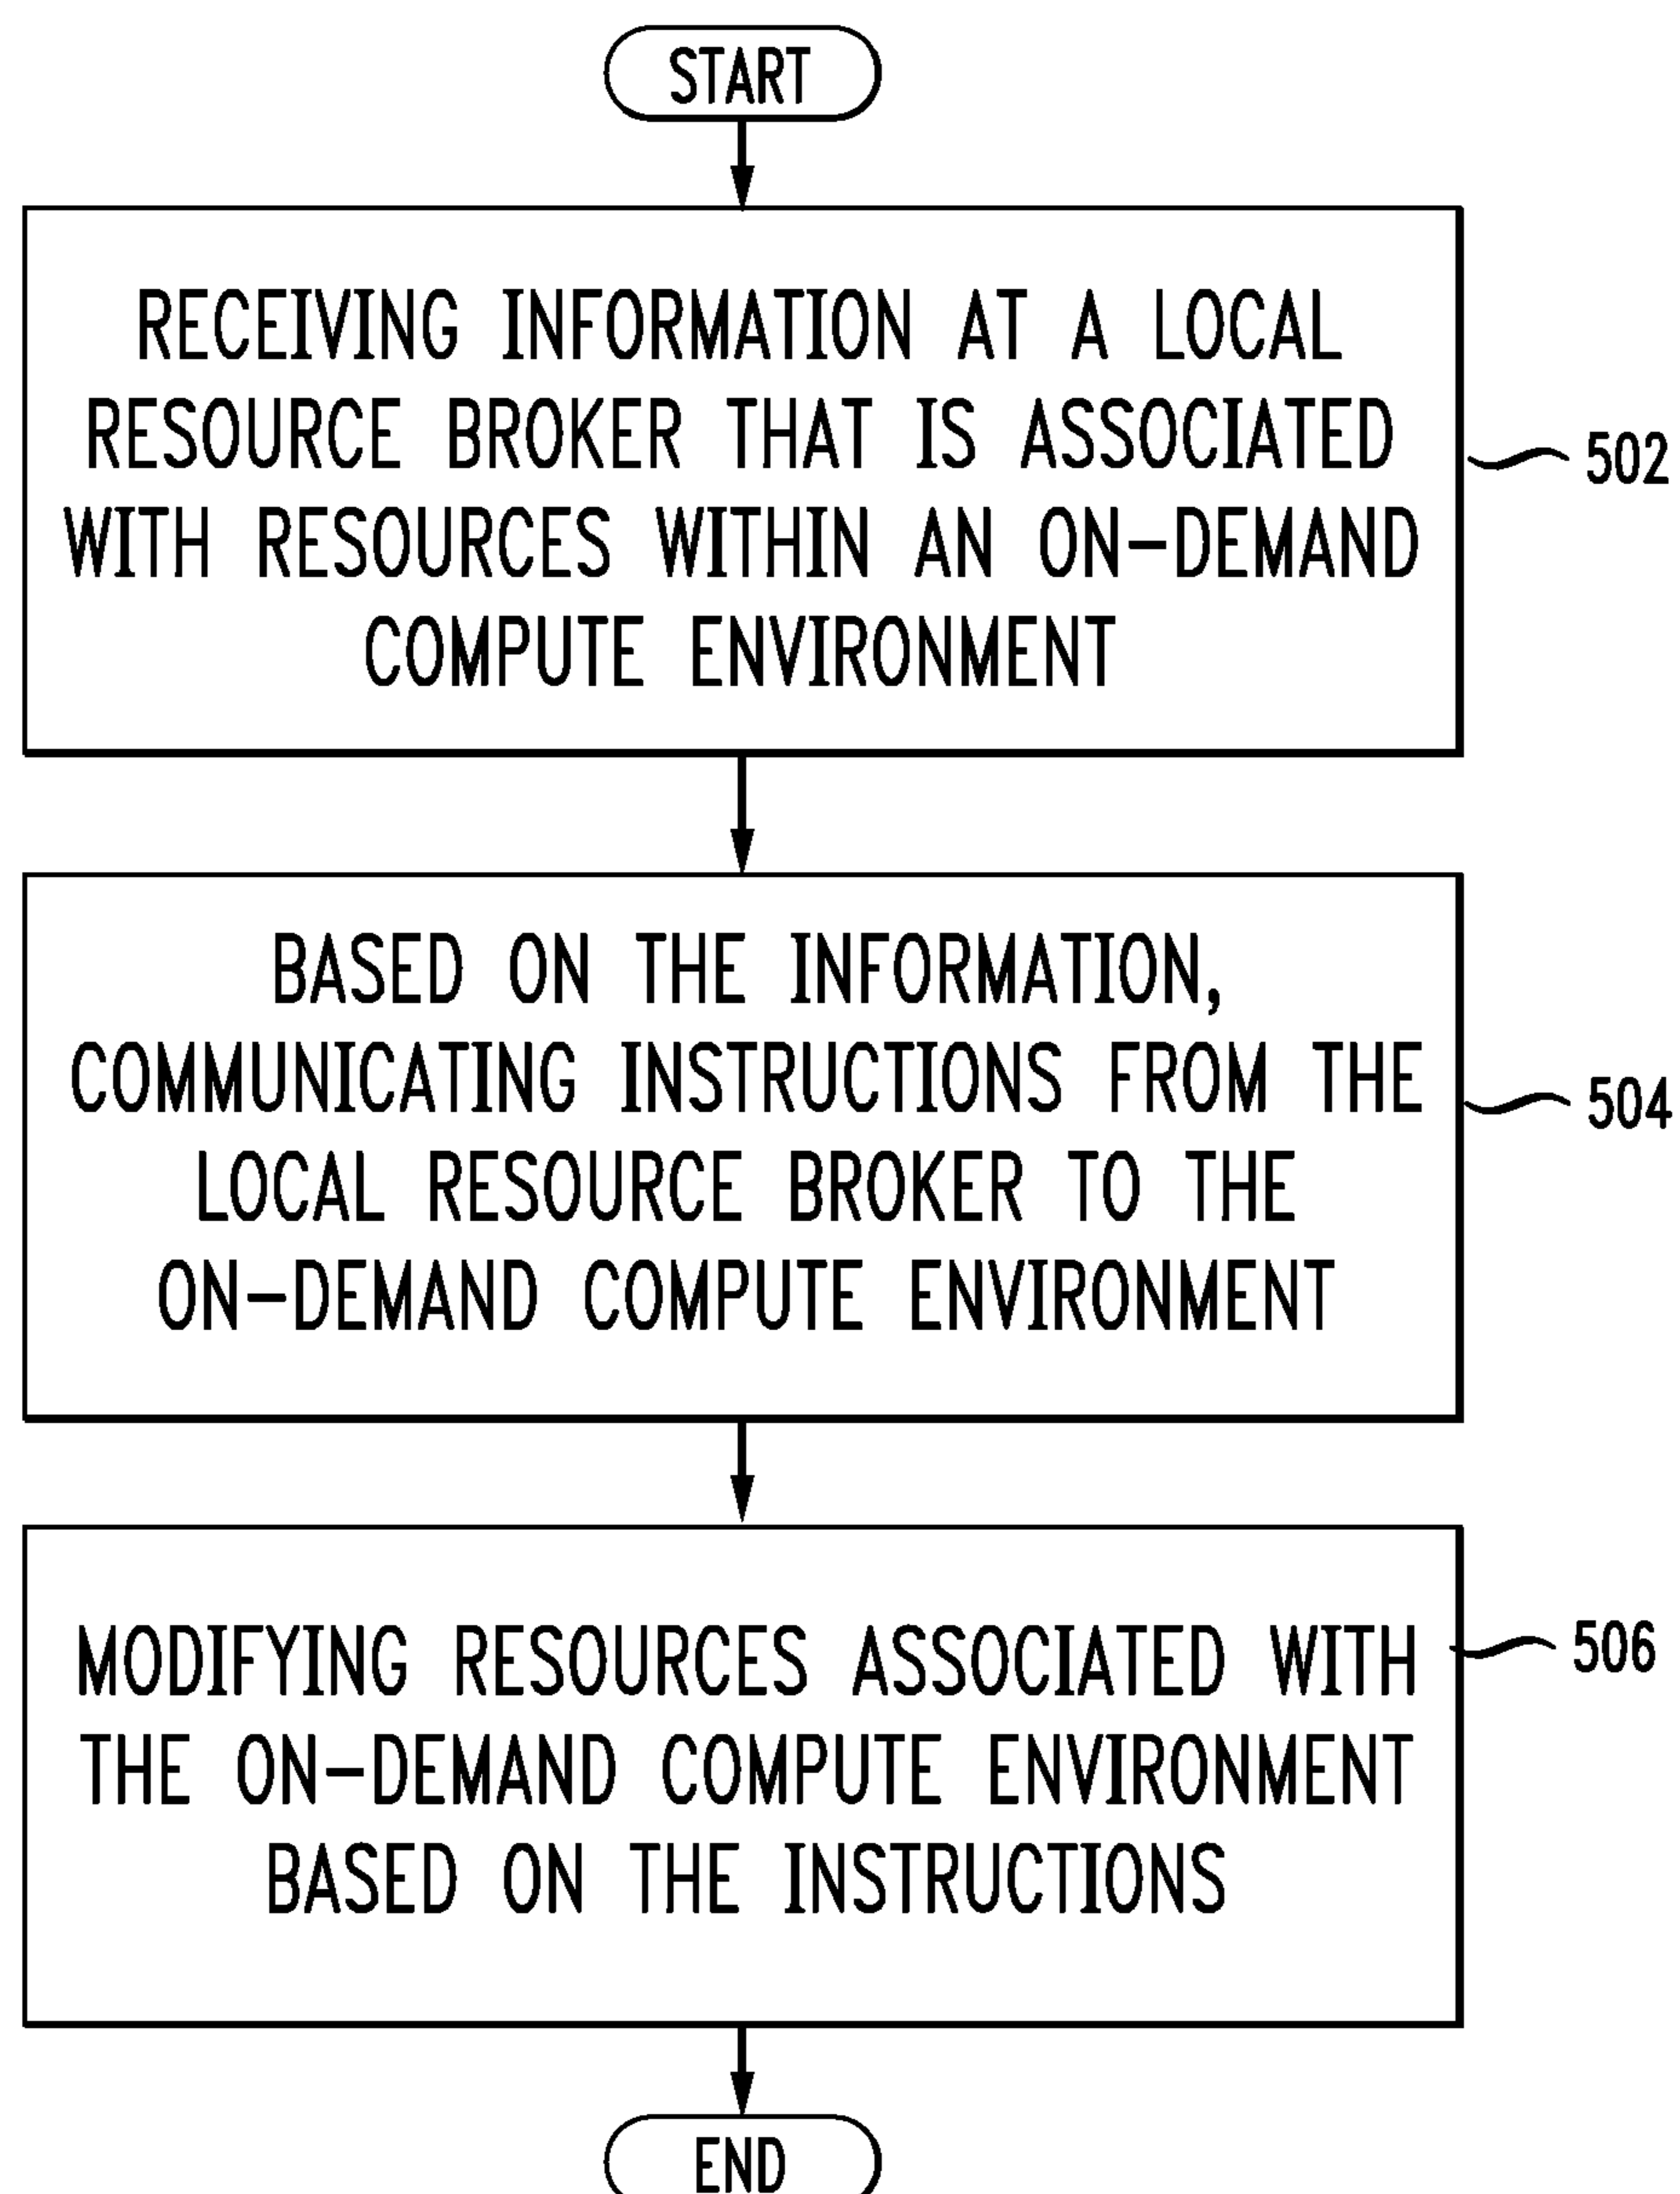 START
RECEIVING INFORMATION AT A LOCAL
RESOURCE BROKER THAT IS ASSOCIATED
WITH RESOURCES WITHIN AN ON-DEMAND
COMPUTE ENVIRONMENT
502
BASED ON THE INFORMATION,
COMMUNICATING INSTRUCTIONS FROM THE
LOCAL RESOURCE BROKER TO THE
ON-DEMAND COMPUTE ENVIRONMENT
504
MODIFYING RESOURCES ASSOCIATED WITH
THE ON-DEMAND COMPUTE ENVIRONMENT
BASED ON THE INSTRUCTIONS
506
END